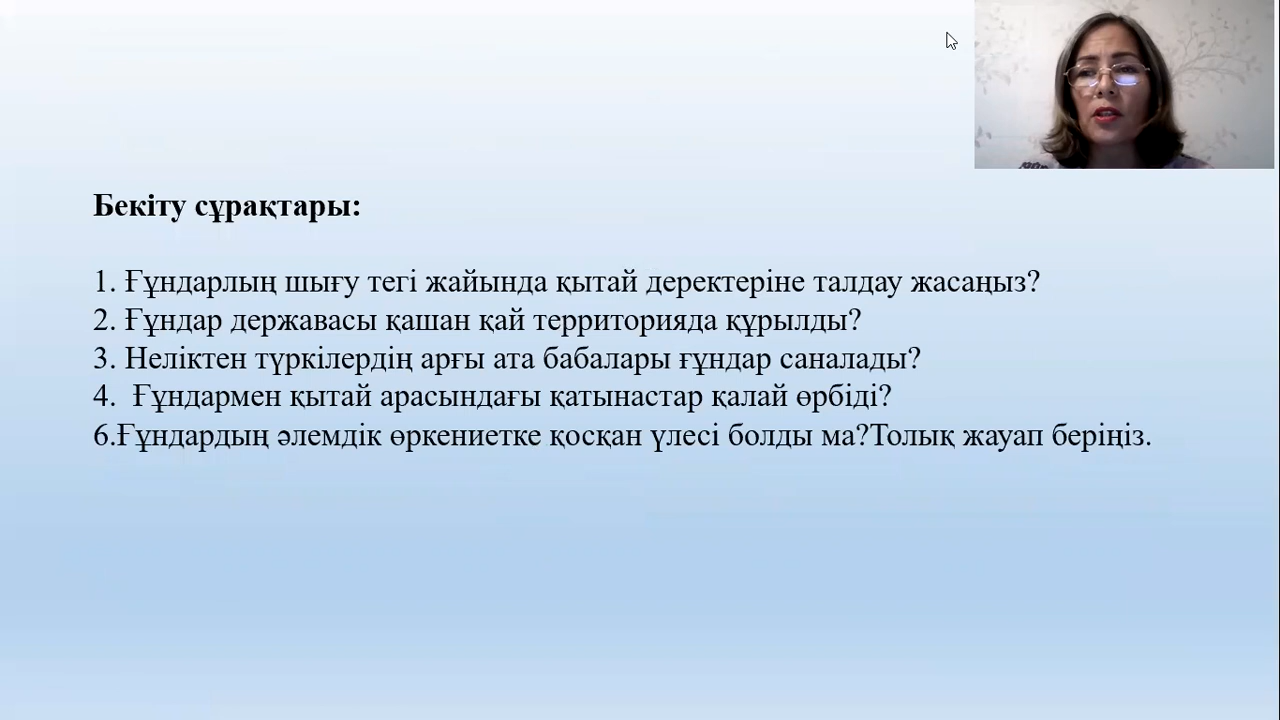 Бекіту сұрақтары:
1. Ғұндарлың шығу тегі жайында қытай деректеріне талдау жасаңыз?
2. Ғұндар державасы қашан қай территорияда құрылды?
3. Неліктен түркілердің арғы ата бабалары ғұндар саналады?
4. Ғұндармен қытай арасындағы қатынастар қалай өрбіді?
6.Ғұндардың әлемдік өркениетке қосқан үлесі болды ма?Толық жауап беріңіз.